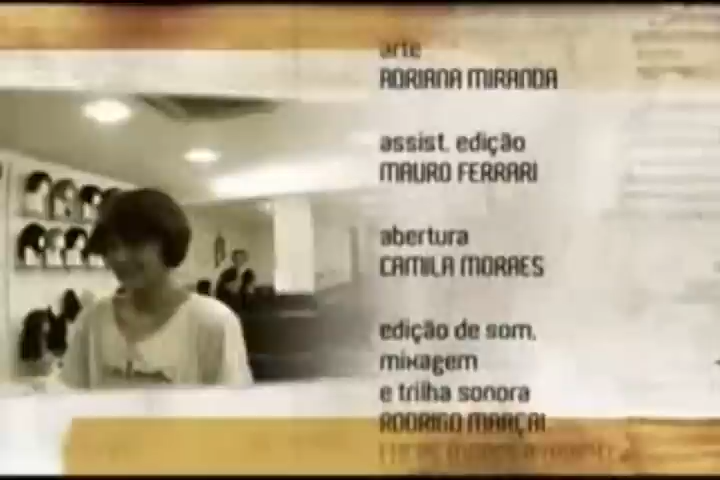 arte
ADRIANA MIRANDA
assist. edição
MAURO FERRARI
abertura
CAMILA MORAES
edição de som,
mixagem
e trilha sonora
RODRIGO MARÇAL